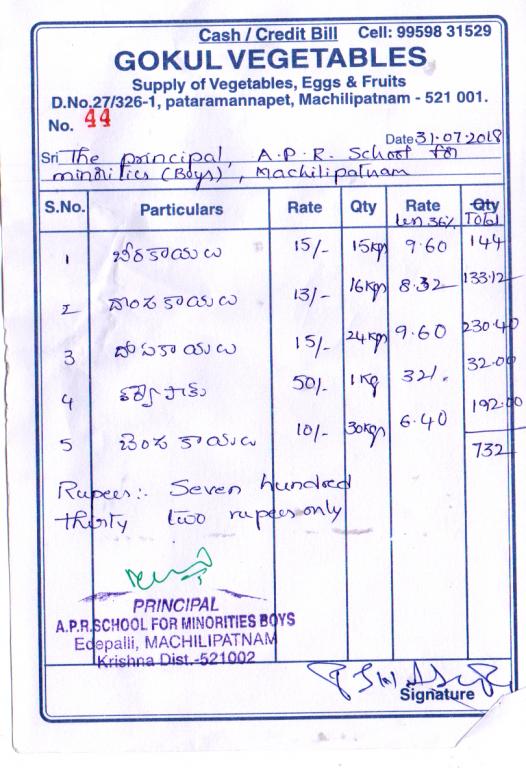 Cash / Credit Bill Cell: 99598 31529
GOKUL VEGETABLES
Supply of Vegetables, Eggs & Fruits
D.No.27/326-1, pataramannapet, Machilipatnam - 521 001.
No. 44
Date 31.07.2018
Sri The principal, A.P.R. School for
minorities (Boys), Machilipatnam
S.No. Particulars Rate Qty Rate Qty
Less 36% Total
1 బీరకాయలు 15/- 15kgs 9.60 144
2 దొండకాయలు 13/- 16kgs 8.32 133.12
3 దోసకాయలు 15/- 24kgs 9.60 230.40
4 50/- 1kg 32/. 32.00
5 బెండకాయలు 10/- 30kgs 6.40 192.00
732
Rupees:- Seven hundred
thirty two rupees only
PRINCIPAL
A.P.R.SCHOOL FOR MINORITIES BOYS
Edepalli, MACHILIPATNAM
Krishna Dist.-521002
Signature